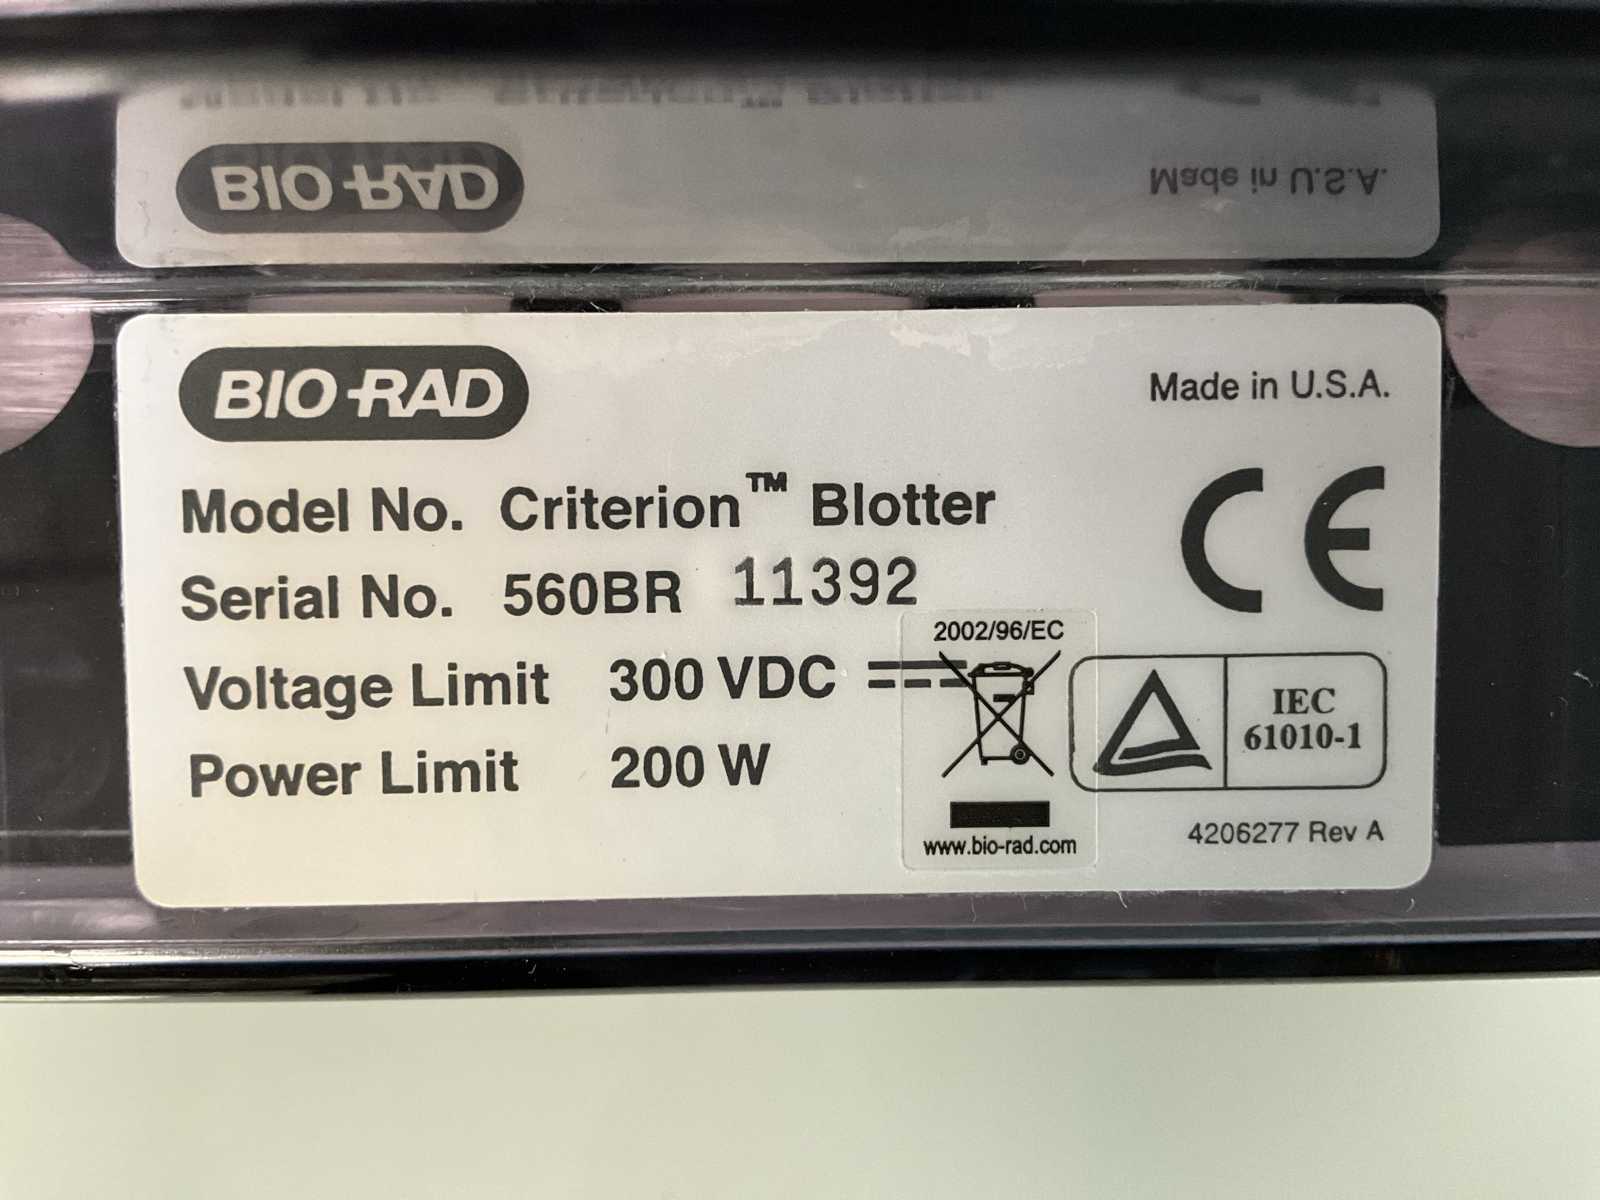 BIO-RAD
Made in U.S.A.
BIO-RAD
Made in U.S.A.
Model No. Criterion™ Blotter
Serial No. 560BR 11392
Voltage Limit 300 VDC
Power Limit 200 W
CE
2002/96/EC
www.bio-rad.com
IEC
61010-1
4206277 Rev A